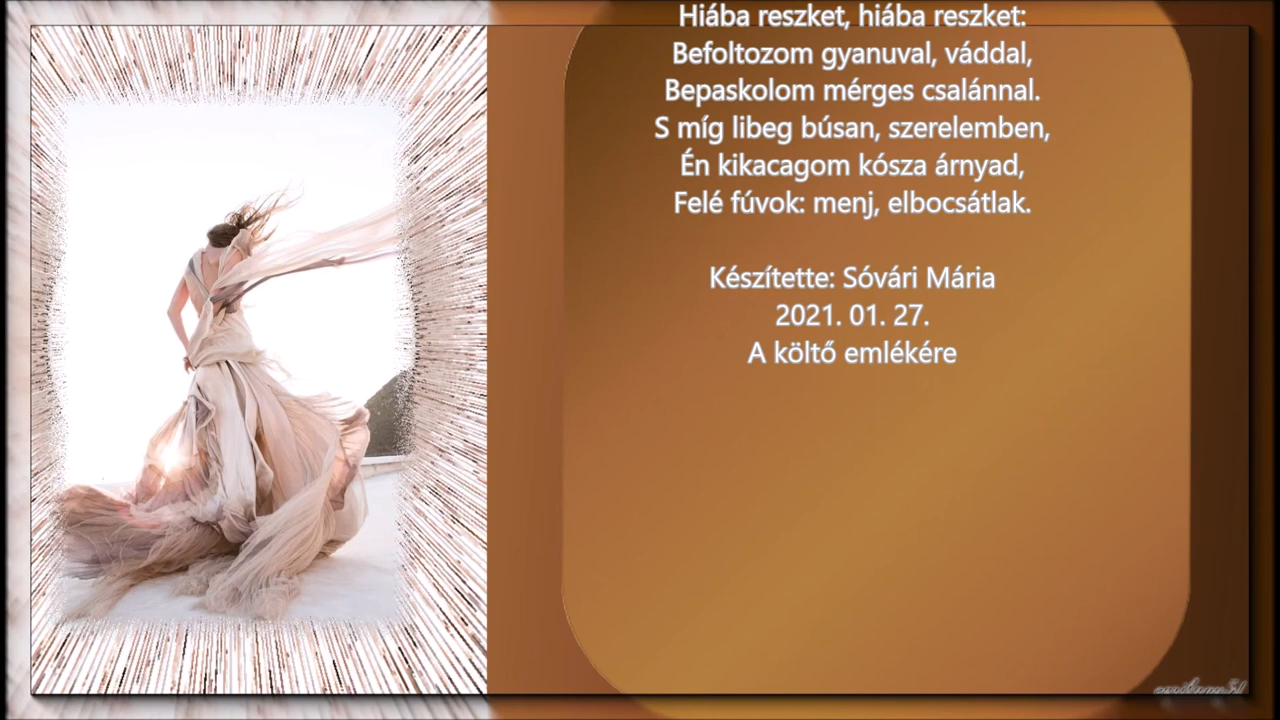 Hiába reszket, hiába reszket:
Befoltozom gyanuval, váddal,
Bepaskolom mérges csalánnal.
S míg libeg búsan, szerelemben,
Én kikacagom kósza árnyad,
Felé fúvok: menj, elbocsátlak.
Készítette: Sóvári Mária
2021. 01. 27.
A költő emlékére